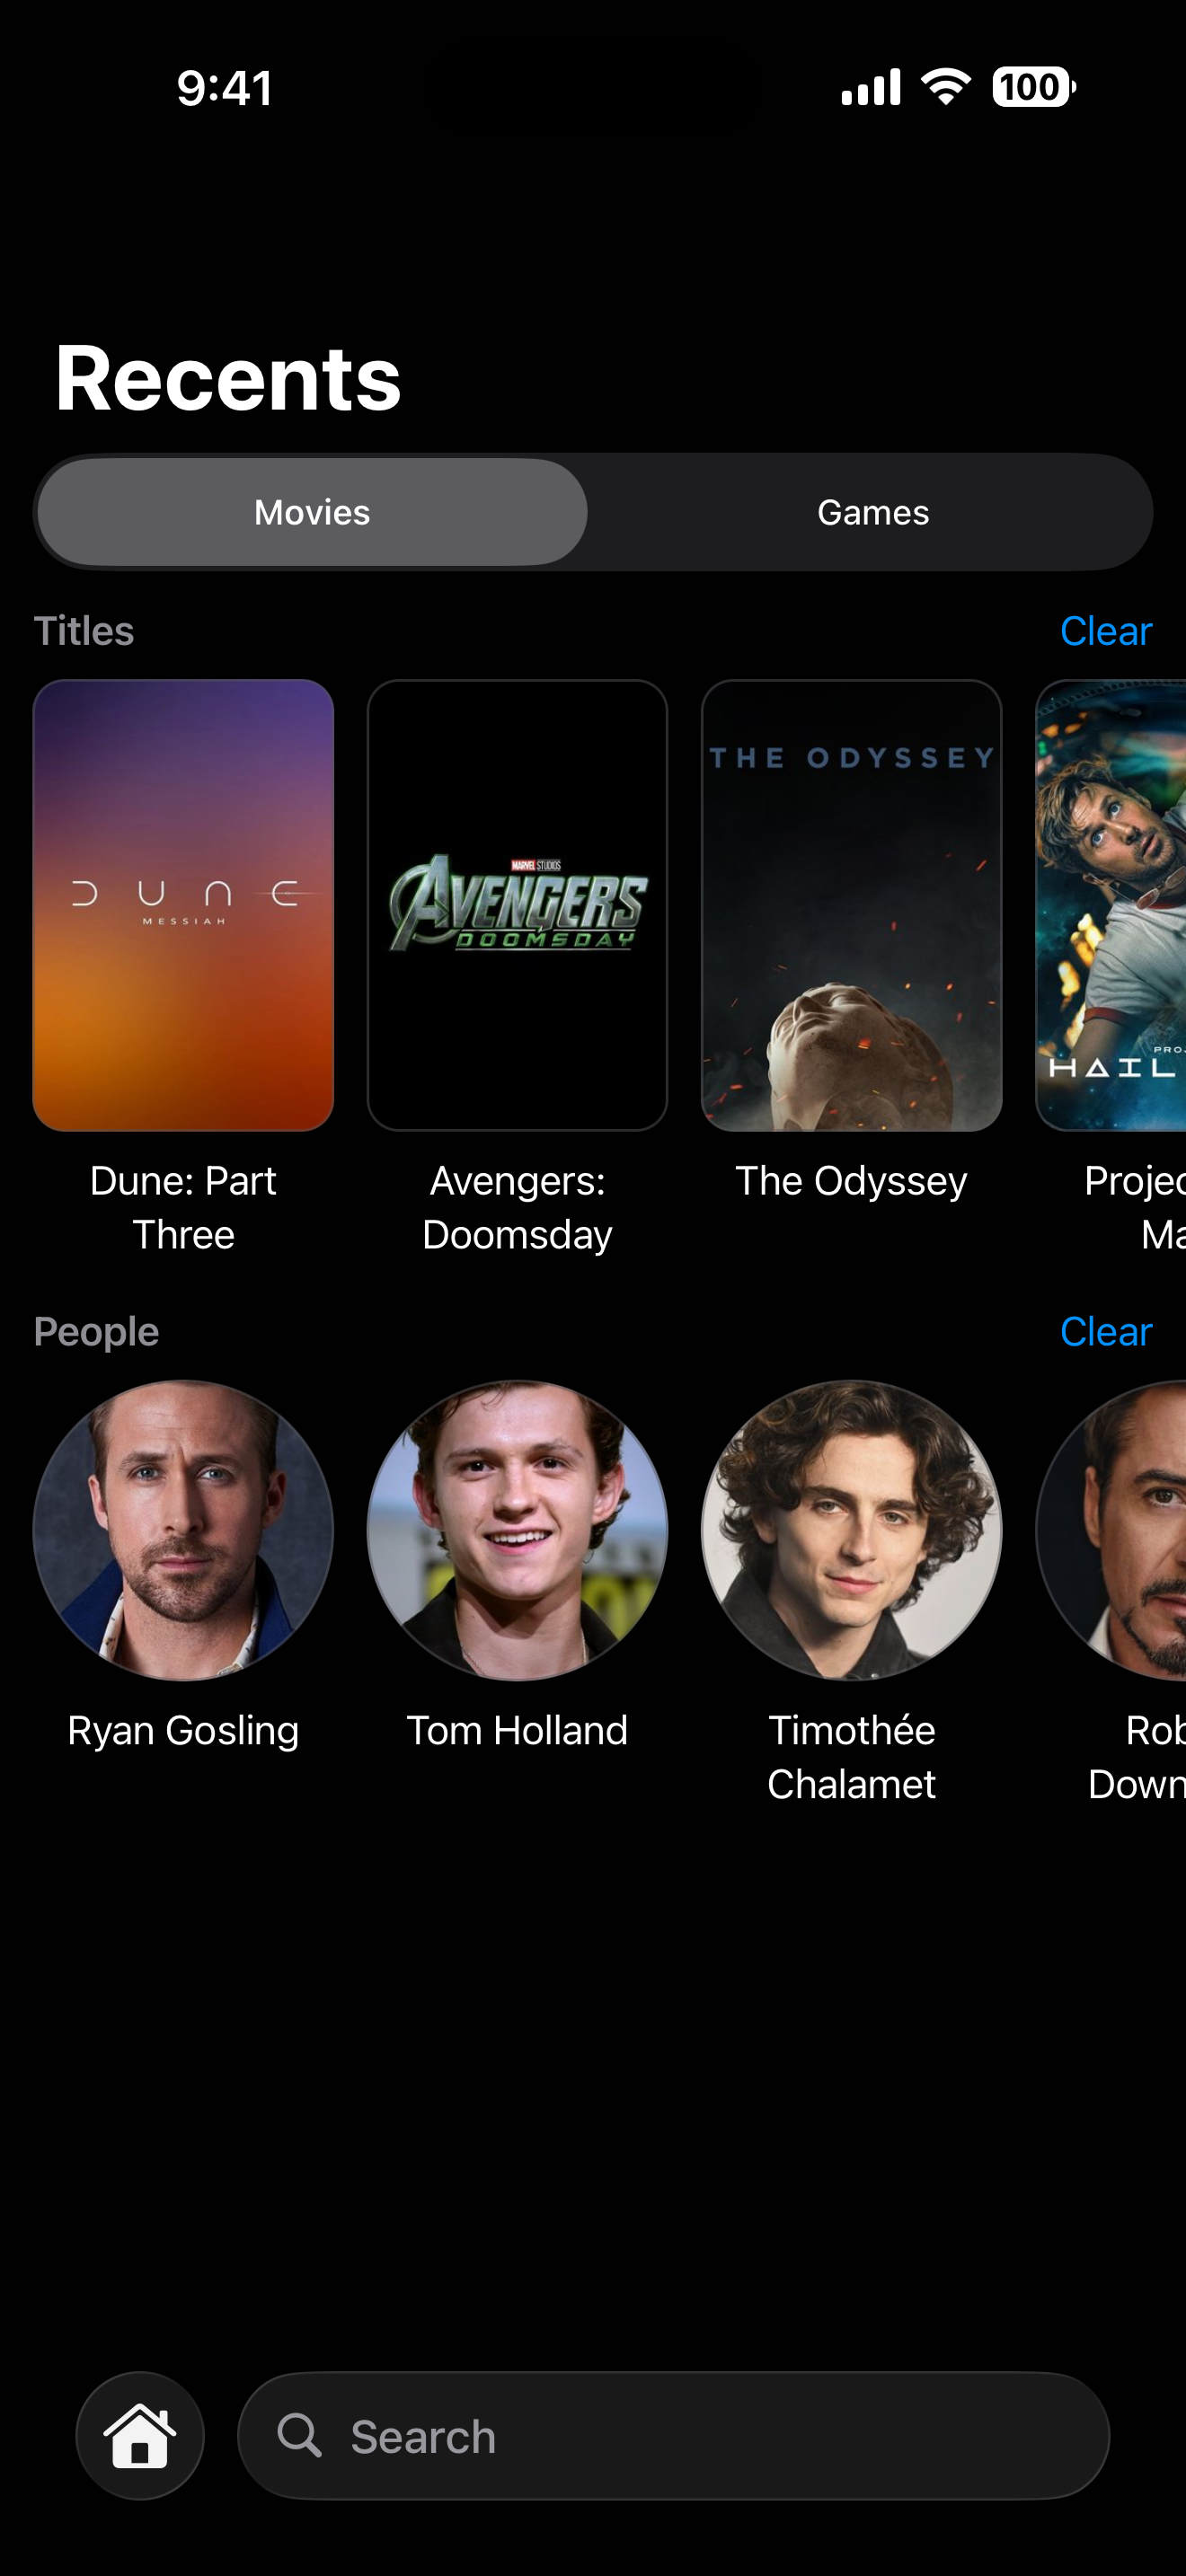 9:41
100
Recents
Movies
Games
Titles
Clear
DUNE
MESSIAH
MARVEL STUDIOS
AVENGERS
DOOMSDAY
THE ODYSSEY
PROJ
HAIL
Dune: Part
Three
Avengers:
Doomsday
The Odyssey
Projec
Ma
People
Clear
Ryan Gosling
Tom Holland
Timothée
Chalamet
Rob
Down
Search